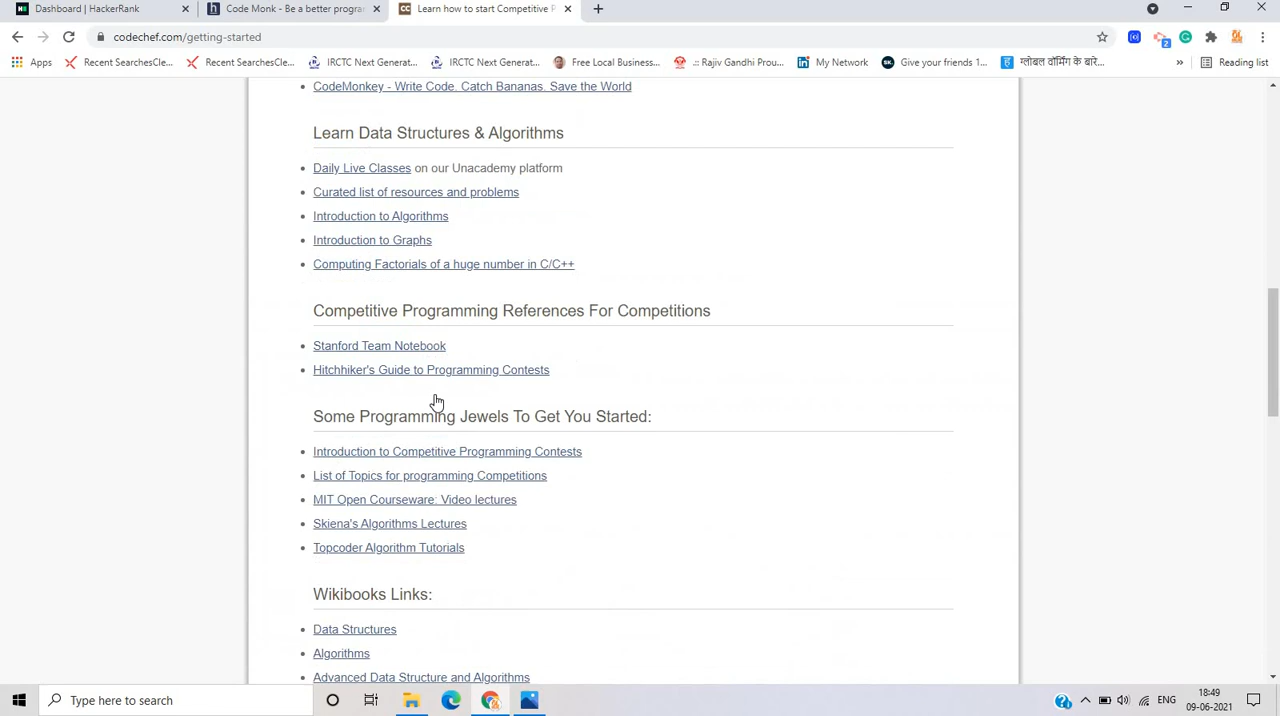 Dashboard | HackerRank
Code Monk - Be a better progra
Learn how to start Competitive P
codechef.com/getting-started
Apps
Recent SearchesCle...
Recent SearchesCle...
IRCTC Next Generat...
IRCTC Next Generat...
Free Local Business...
.:: Rajiv Gandhi Prou...
My Network
Give your friends 1...
ग्लोबल वॉर्मिंग के बारे...
»
Reading list
CodeMonkey - Write Code. Catch Bananas. Save the World
Learn Data Structures & Algorithms
Daily Live Classes on our Unacademy platform
Curated list of resources and problems
Introduction to Algorithms
Introduction to Graphs
Computing Factorials of a huge number in C/C++
Competitive Programming References For Competitions
Stanford Team Notebook
Hitchhiker's Guide to Programming Contests
Some Programming Jewels To Get You Started:
Introduction to Competitive Programming Contests
List of Topics for programming Competitions
MIT Open Courseware: Video lectures
Skiena's Algorithms Lectures
Topcoder Algorithm Tutorials
Wikibooks Links:
Data Structures
Algorithms
Advanced Data Structure and Algorithms
Type here to search
ENG
18:49
09-06-2021